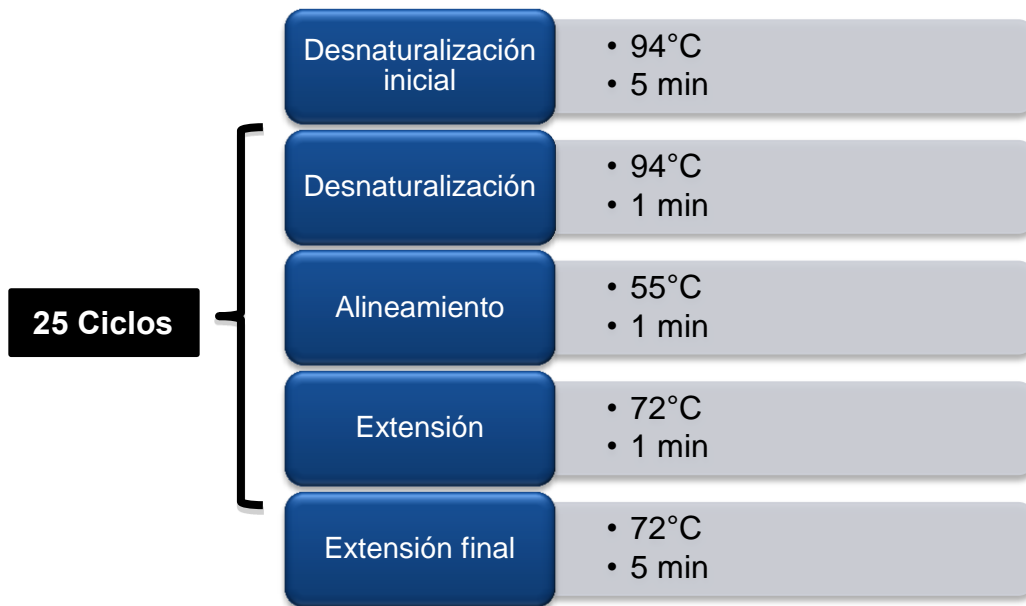 Desnaturalización
inicial
• 94°C
• 5 min
Desnaturalización
• 94°C
• 1 min
25 Ciclos
Alineamiento
• 55°C
• 1 min
Extensión
• 72°C
• 1 min
Extensión final
• 72°C
• 5 min